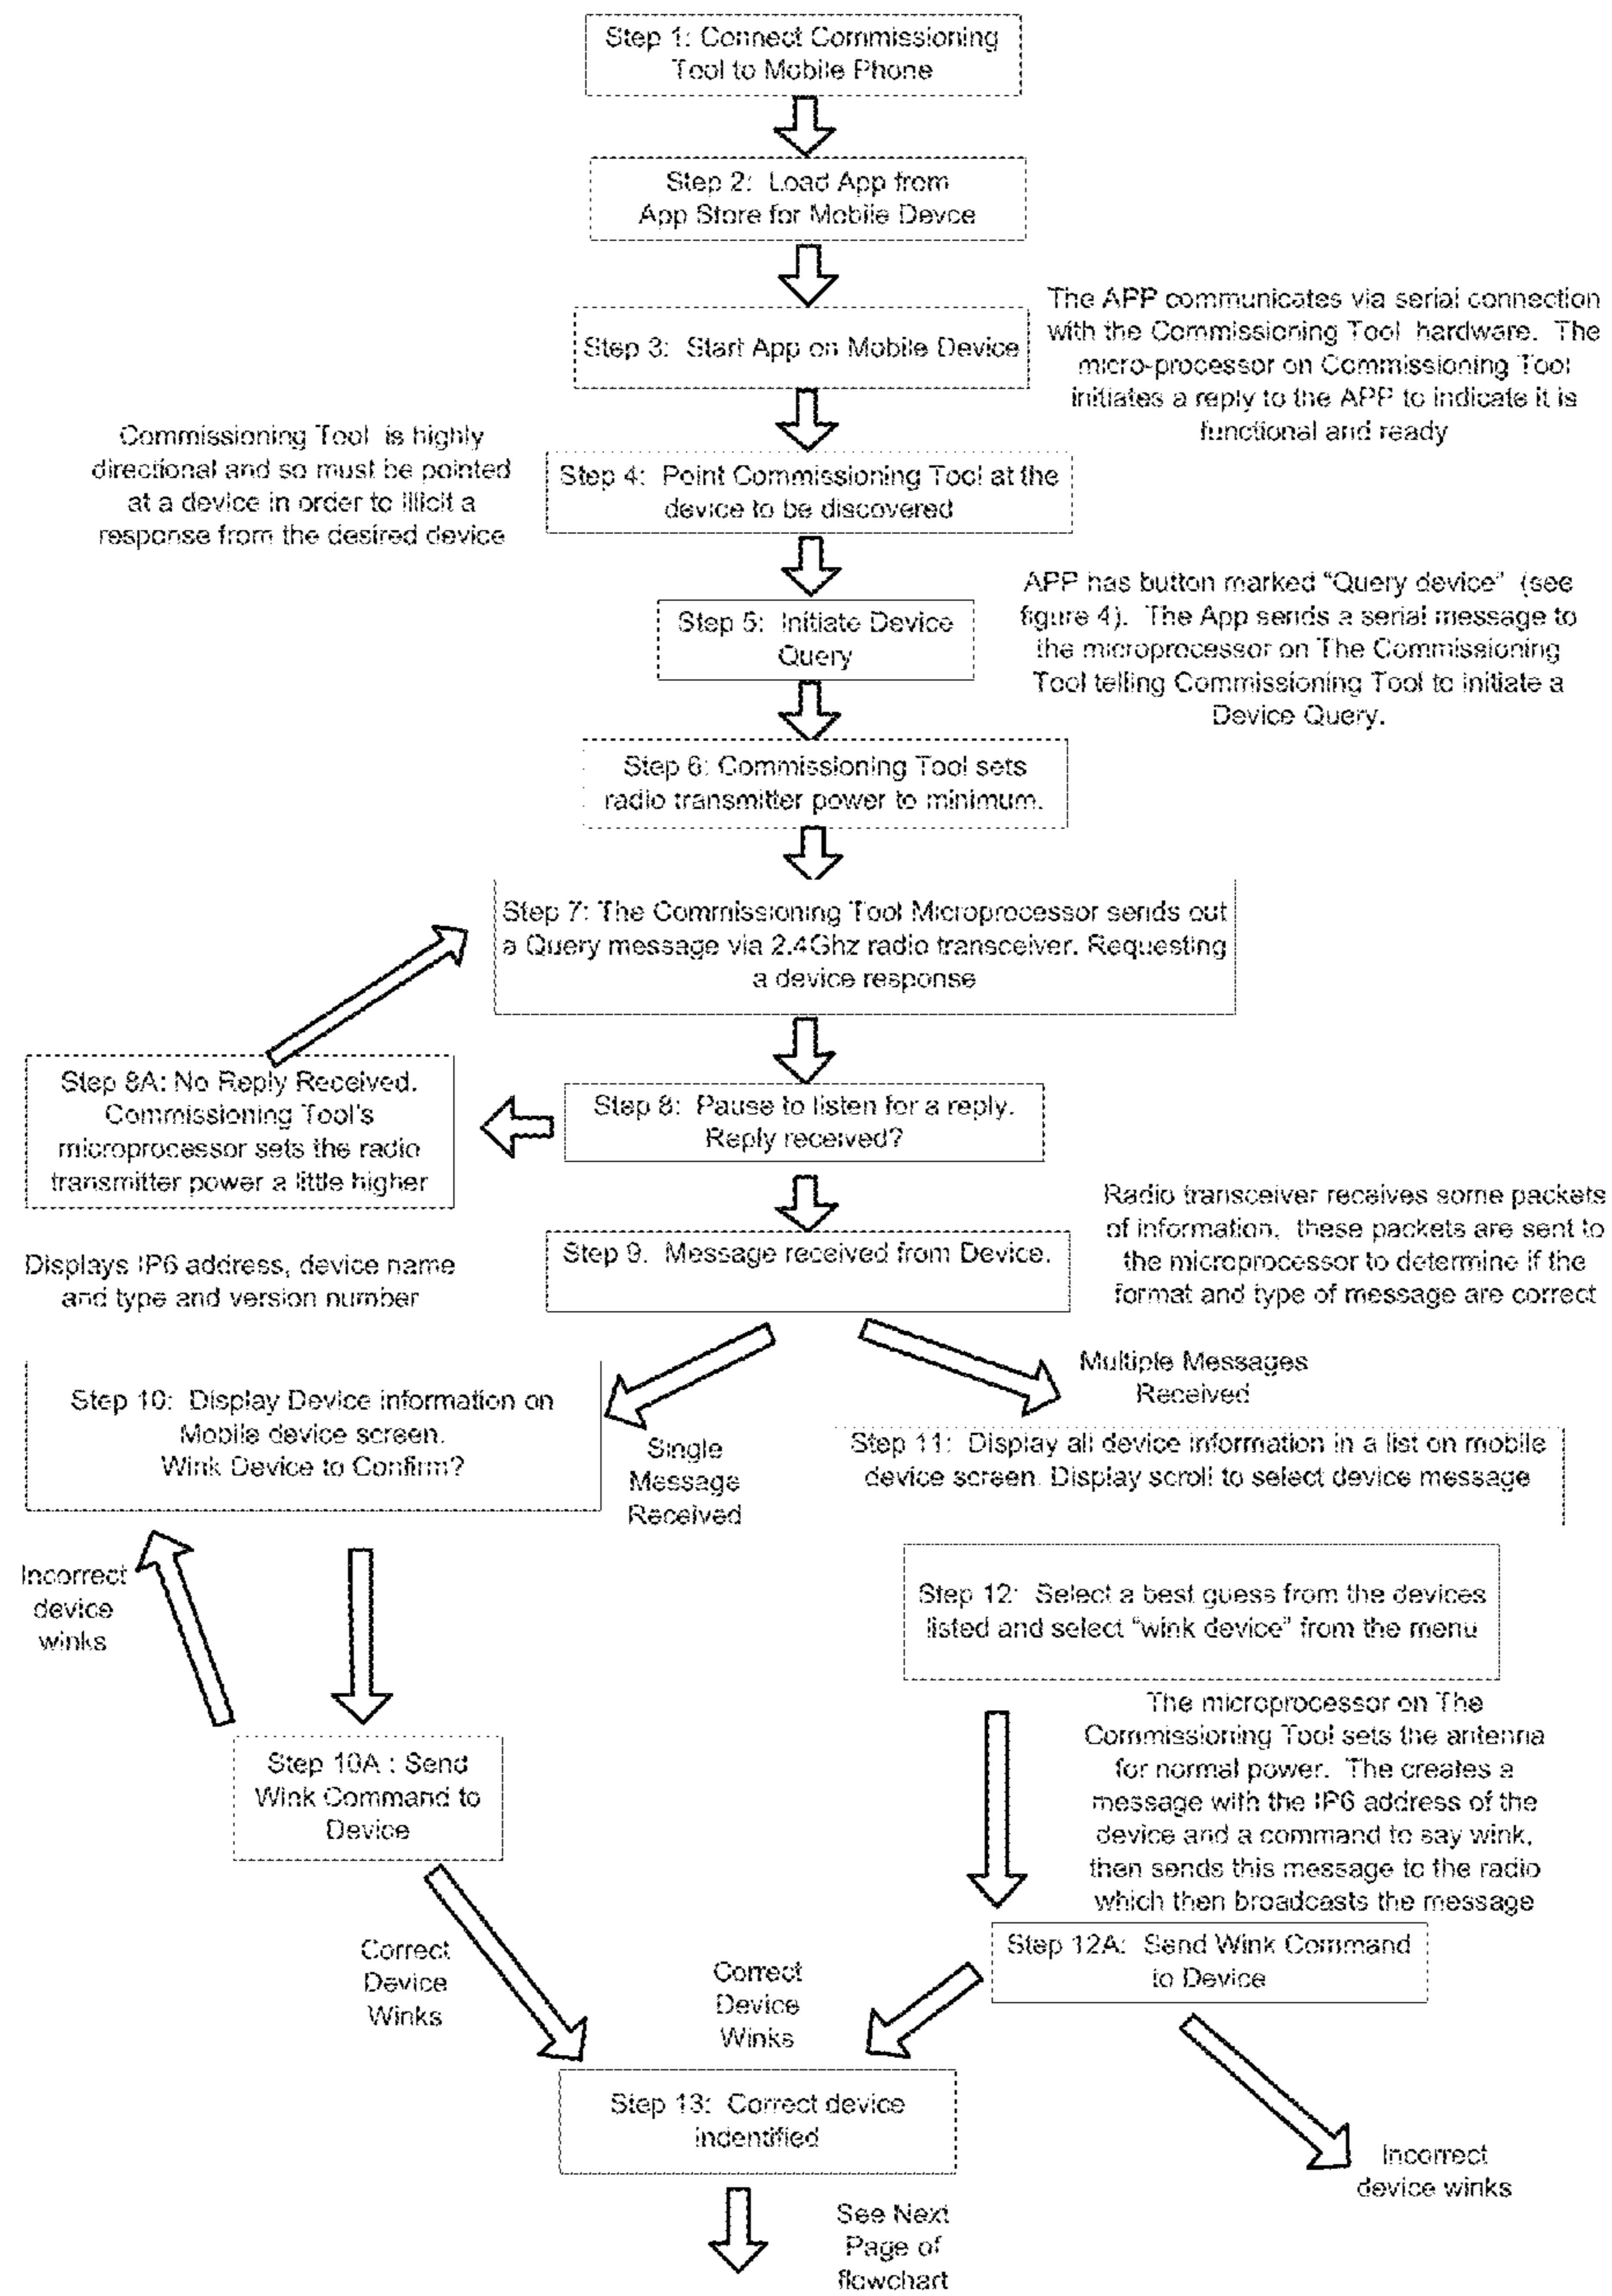 Step 1: Connect Commissioning
Tool to Mobile Phone
Step 2: Load App from
App Store for Mobile Devce
The APP communicates via serial connection
with the Commissioning Tool hardware. The
micro-processor on Commissioning Tool
initiates a reply to the APP to indicate it is
functional and ready
Step 3: Start App on Mobile Device
Commissioning Tool is highly
directional and so must be pointed
at a device in order to illicit a
response from the desired device
Step 4: Point Commissioning Tool at the
device to be discovered
APP has button marked "Query device" (see
figure 4). The App sends a serial message to
the microprocessor on The Commissioning
Tool telling Commissioning Tool to initiate a
Device Query.
Step 5: Initiate Device
Query
Step 6: Commissioning Tool sets
radio transmitter power to minimum.
Step 7: The Commissioning Tool Microprocessor sends out
a Query message via 2.4Ghz radio transceiver. Requesting
a device response
Step 8A: No Reply Received.
Commissioning Tool's
microprocessor sets the radio
transmitter power a little higher
Step 8: Pause to listen for a reply.
Reply received?
Radio transceiver receives some packets
of information, these packets are sent to
the microprocessor to determine if the
format and type of message are correct
Step 9. Message received from Device.
Displays IP6 address, device name
and type and version number
Multiple Messages
Received
Step 10: Display Device information on
Mobile device screen.
Wink Device to Confirm?
Single
Message
Received
Step 11: Display all device information in a list on mobile
device screen. Display scroll to select device message
Incorrect
device
winks
Step 12: Select a best guess from the devices
listed and select "wink device" from the menu
The microprocessor on The
Commissioning Tool sets the antenna
for normal power. The creates a
message with the IP6 address of the
device and a command to say wink,
then sends this message to the radio
which then broadcasts the message
Step 10A : Send
Wink Command to
Device
Step 12A: Send Wink Command
to Device
Correct
Device
Winks
Correct
Device
Winks
Step 13: Correct device
indentified
Incorrect
device winks
See Next
Page of
flowchart